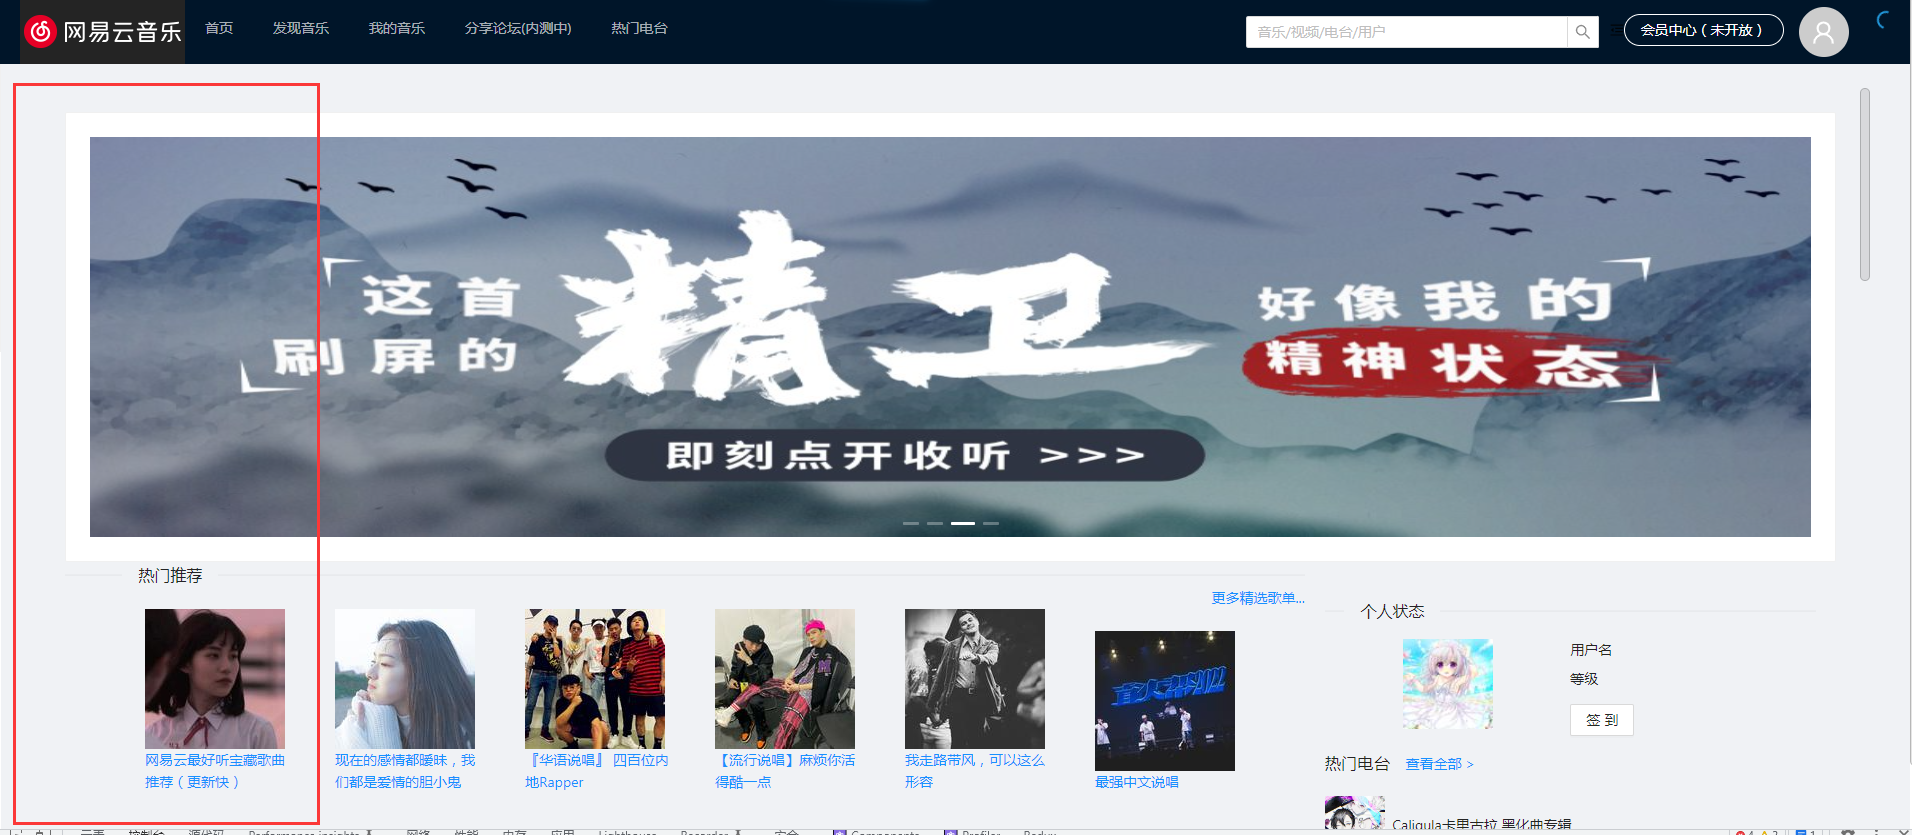 网易云音乐 首页 发现音乐 我的音乐 分享论坛(内测中) 热门电台 音乐/视频/电台/用户 会员中心（未开放）
这首 精卫 好像我的
刷屏的 精神状态
即刻点开收听 >>>
热门推荐
更多精选歌单...
个人状态
用户名
等级
签 到
网易云最好听宝藏歌曲
推荐（更新快）
现在的感情都暧昧，我
们都是爱情的胆小鬼
『华语说唱』 四百位内
地Rapper
【流行说唱】麻烦你活
得酷一点
我走路带风，可以这么
形容
最强中文说唱
热门电台 查看全部 >
Caligula卡里古拉 黑化曲专辑